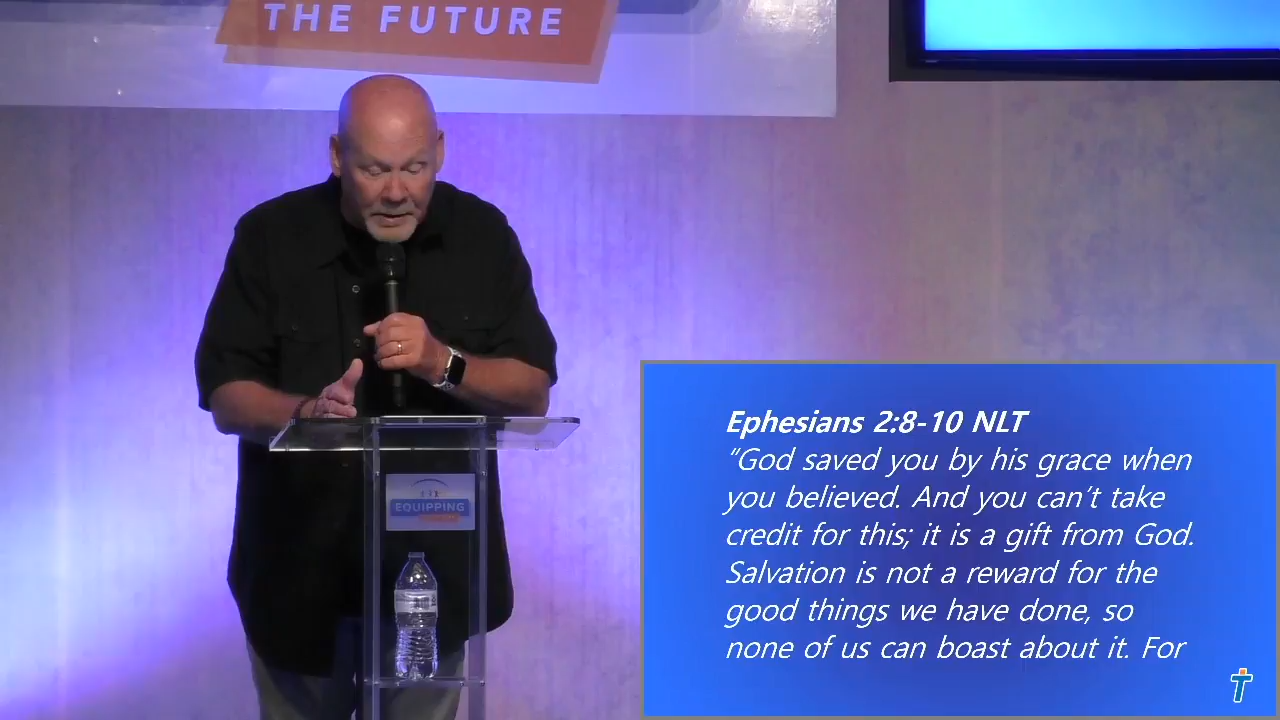 THE FUTURE
EQUIPPING
Ephesians 2:8-10 NLT
“God saved you by his grace when
you believed. And you can’t take
credit for this; it is a gift from God.
Salvation is not a reward for the
good things we have done, so
none of us can boast about it. For